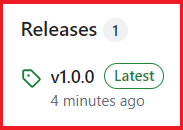 Releases 1
v1.0.0 Latest
4 minutes ago